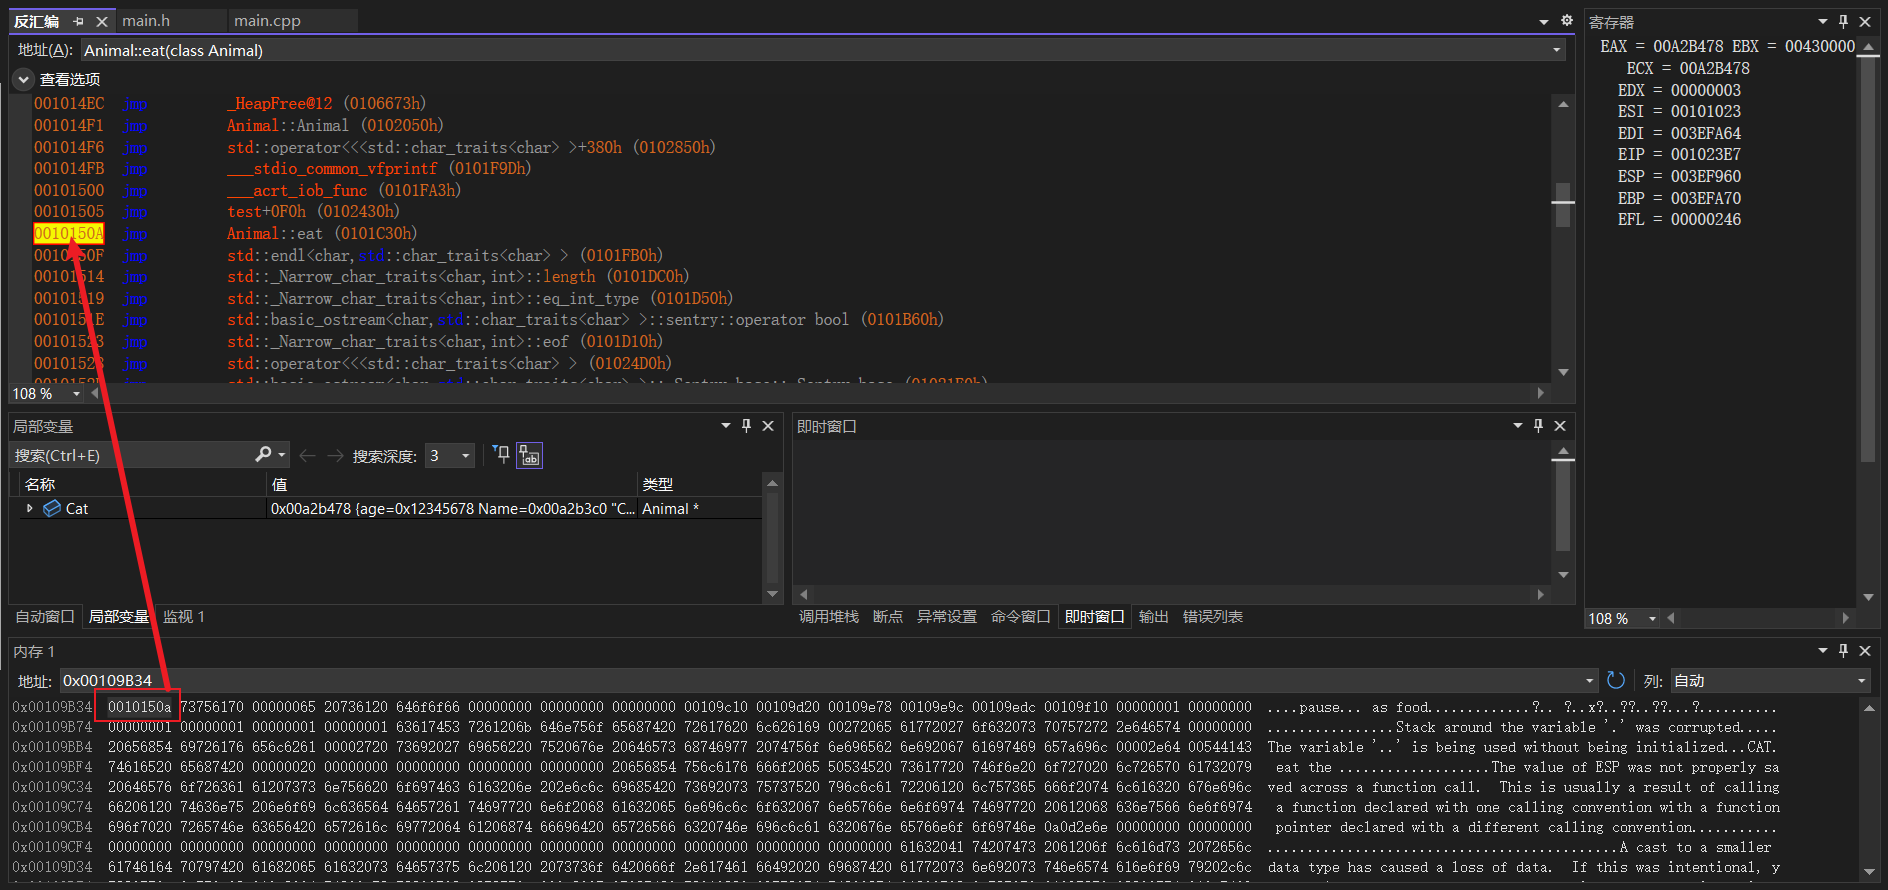 反汇编 main.h main.cpp
地址(A): Animal::eat(class Animal)
查看选项
001014EC jmp _HeapFree@12 (0106673h)
001014F1 jmp Animal::Animal (0102050h)
001014F6 jmp std::operator<<<std::char_traits<char> >+380h (0102850h)
001014FB jmp ___stdio_common_vfprintf (0101F9Dh)
00101500 jmp ___acrt_iob_func (0101FA3h)
00101505 jmp test+0F0h (0102430h)
0010150A jmp Animal::eat (0101C30h)
0010150F jmp std::endl<char,std::char_traits<char> > (0101FB0h)
00101514 jmp std::_Narrow_char_traits<char,int>::length (0101DC0h)
00101519 jmp std::_Narrow_char_traits<char,int>::eq_int_type (0101D50h)
0010151E jmp std::basic_ostream<char,std::char_traits<char> >::sentry::operator bool (0101B60h)
00101523 jmp std::_Narrow_char_traits<char,int>::eof (0101D10h)
00101528 jmp std::operator<<<std::char_traits<char> > (01024D0h)
108 %
寄存器
EAX = 00A2B478 EBX = 00430000
ECX = 00A2B478
EDX = 00000003
ESI = 00101023
EDI = 003EFA64
EIP = 001023E7
ESP = 003EF960
EBP = 003EFA70
EFL = 00000246
108 %
局部变量
搜索(Ctrl+E) 搜索深度: 3
名称 值 类型
Cat 0x00a2b478 {age=0x12345678 Name=0x00a2b3c0 "C... Animal *
自动窗口 局部变量 监视 1
即时窗口
调用堆栈 断点 异常设置 命令窗口 即时窗口 输出 错误列表
内存 1
地址: 0x00109B34 列: 自动
0x00109B34 0010150a 73756170 00000065 20736120 646f6f66 00000000 00000000 00000000 00109c10 00109d20 00109e78 00109e9c 00109edc 00109f10 00000001 00000000 ....pause... as food............?.. ?..x?..??..??...?..........
0x00109B74 00000001 00000001 00000001 00000001 63617453 7261206b 646e756f 65687420 72617620 6c626169 00272065 61772027 6f632073 70757272 2e646574 00000000 ................Stack around the variable '.' was corrupted.....
0x00109BB4 20656854 69726176 656c6261 00002720 73692027 69656220 7520676e 20646573 68746977 2074756f 6e696562 6e692067 61697469 657a696c 00002e64 00544143 The variable '..' is being used without being initialized...CAT.
0x00109BF4 74616520 65687420 00000020 00000000 00000000 00000000 00000000 20656854 756c6176 666f2065 50534520 73617720 746f6e20 6f727020 6c726570 61732079 eat the ..................The value of ESP was not properly sa
0x00109C34 20646576 6f726361 61207373 6e756620 6f697463 6163206e 202e6c6c 69685420 73692073 75737520 796c6c61 72206120 6c757365 666f2074 6c616320 676e696c ved across a function call.  This is usually a result of calling
0x00109C74 66206120 74636e75 206e6f69 6c636564 64657261 74697720 6e6f2068 61632065 6e696c6c 6f632067 6e65766e 6e6f6974 74697720 20612068 636e7566 6e6f6974 a function declared with one calling convention with a function
0x00109CB4 696f7020 7265746e 63656420 6572616c 69772064 61206874 66696420 65726566 6320746e 696c6c61 6320676e 65766e6f 6f69746e 0a0d2e6e 00000000 00000000 pointer declared with a different calling convention...........
0x00109CF4 00000000 00000000 00000000 00000000 00000000 00000000 00000000 00000000 00000000 00000000 00000000 61632041 74207473 2061206f 6c616d73 2072656c ............................................A cast to a smaller
0x00109D34 61746164 70797420 61682065 61632073 64657375 6c206120 2073736f 6420666f 2e617461 66492020 69687420 61772073 6e692073 746e6574 616e6f69 79202c6c data type has caused a loss of data.  If this was intentional, y